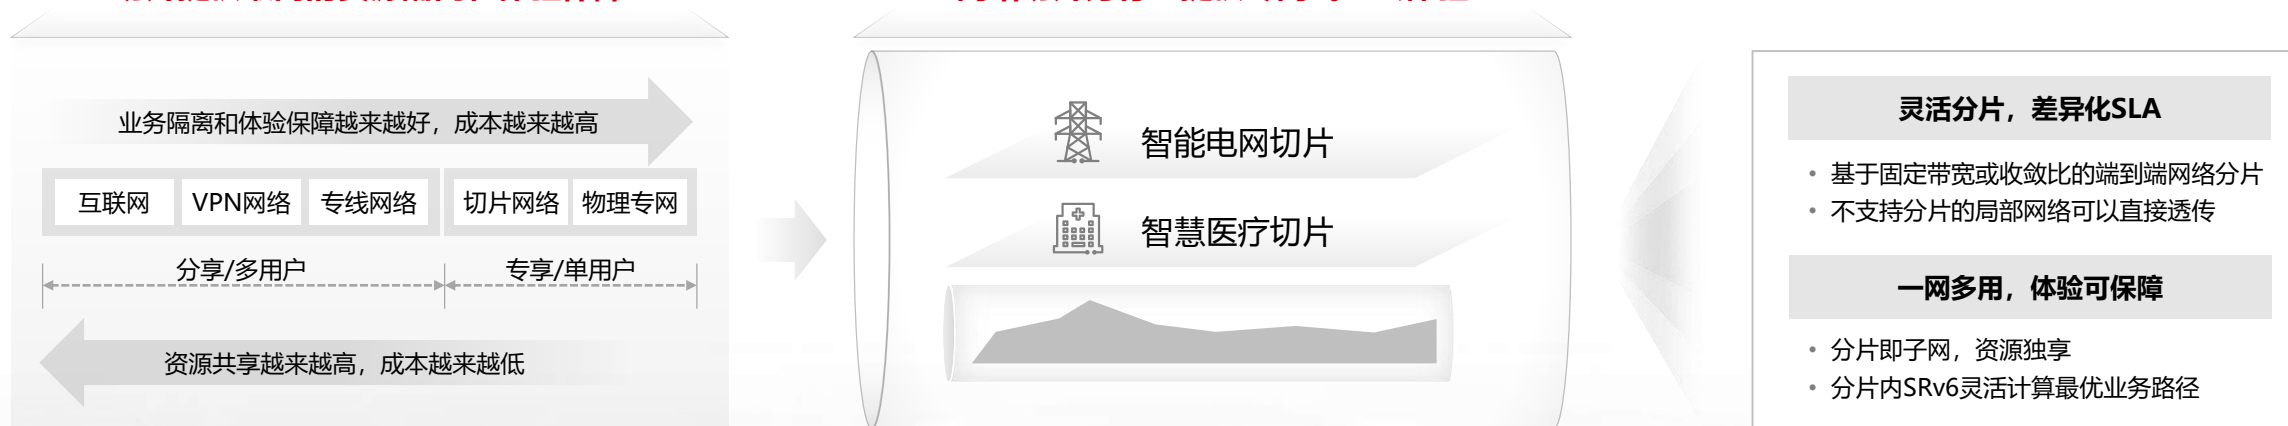 业务隔离和体验保障越来越好，成本越来越高
互联网
VPN网络
专线网络
切片网络
物理专网
分享/多用户
专享/单用户
资源共享越来越高，成本越来越低
智能电网切片
智慧医疗切片
灵活分片，差异化SLA
• 基于固定带宽或收敛比的端到端网络分片
• 不支持分片的局部网络可以直接透传
一网多用，体验可保障
• 分片即子网，资源独享
• 分片内SRv6灵活计算最优业务路径